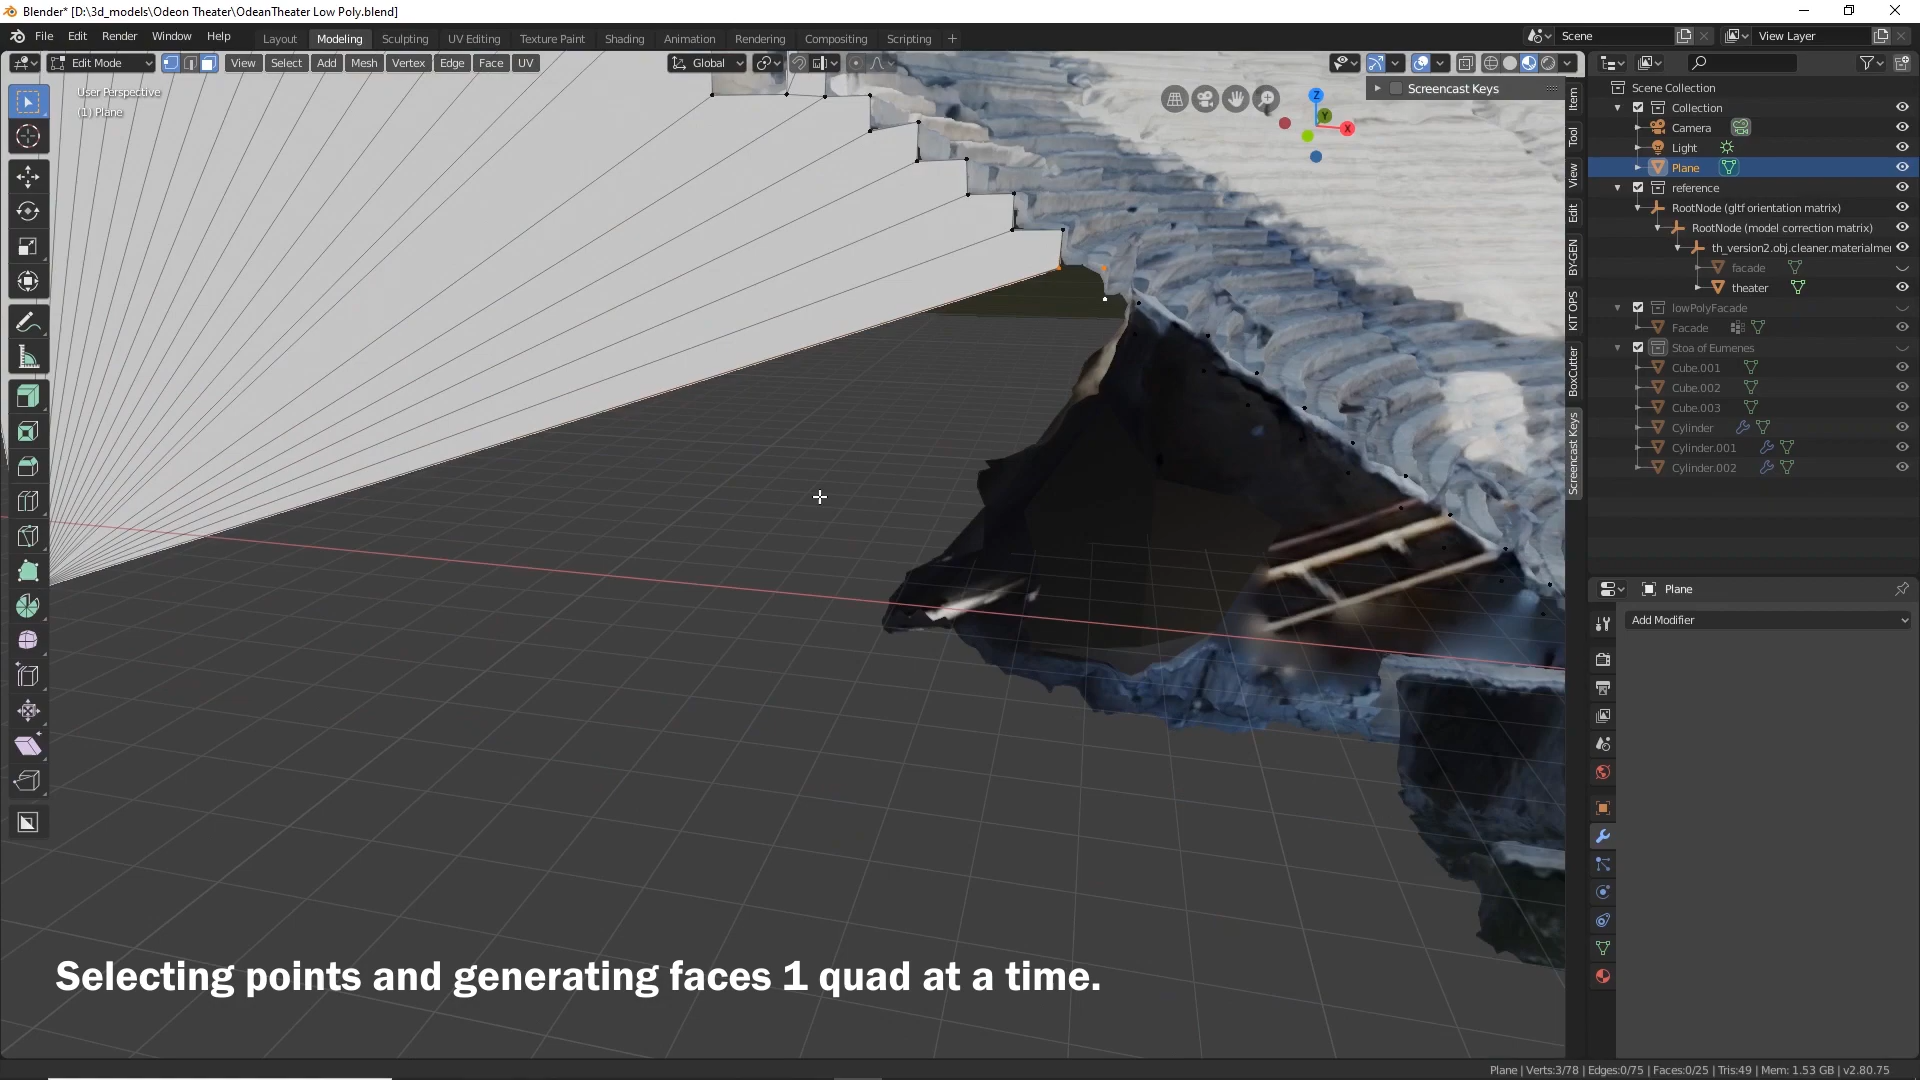 Blender* [D:\3d_models\Odeon Theater\OdeanTheater Low Poly.blend]
File Edit Render Window Help Layout Modeling Sculpting UV Editing Texture Paint Shading Animation Rendering Compositing Scripting + Scene View Layer
Edit Mode View Select Add Mesh Vertex Edge Face UV Global
User Perspective
(1) Plane
Screencast Keys
Z
Y
X
Item
Tool
View
Edit
BY-GEN
KIT OPS
BoxCutter
Screencast Keys
Scene Collection
Collection
Camera
Light
Plane
reference
RootNode (gltf orientation matrix)
RootNode (model correction matrix)
th_version2.obj.cleaner.materialmer
facade
theater
lowPolyFacade
Facade
Stoa of Eumenes
Cube.001
Cube.002
Cube.003
Cylinder
Cylinder.001
Cylinder.002
Plane
Add Modifier
Selecting points and generating faces 1 quad at a time.
Plane | Verts:3/78 | Edges:0/75 | Faces:0/25 | Tris:49 | Mem: 1.53 GB | v2.80.75